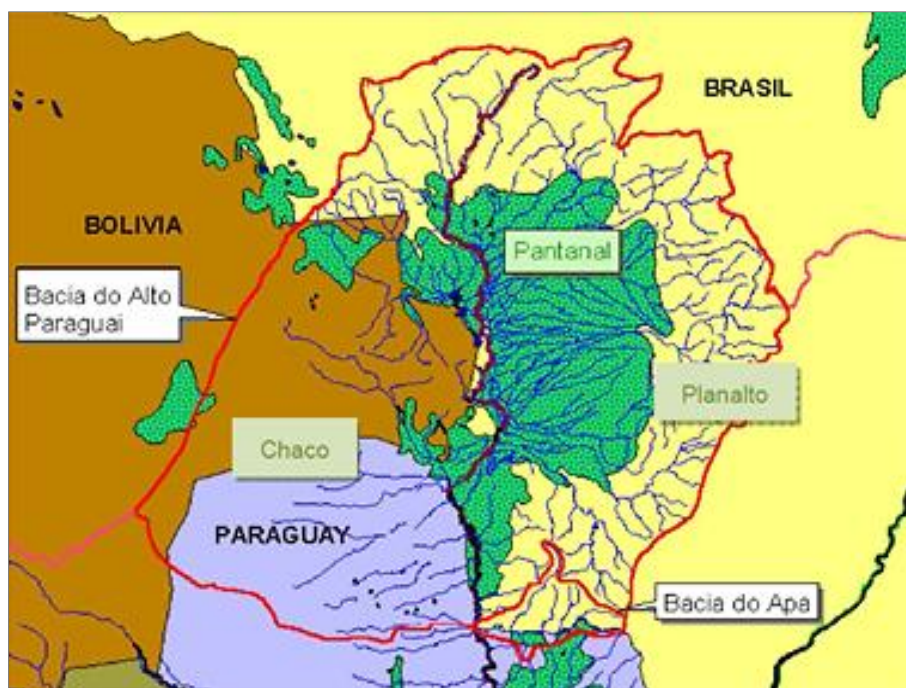 BRASIL
BOLIVIA
Pantanal
Bacia do Alto
Paraguai
Planalto
Chaco
PARAGUAY
Bacia do Apa